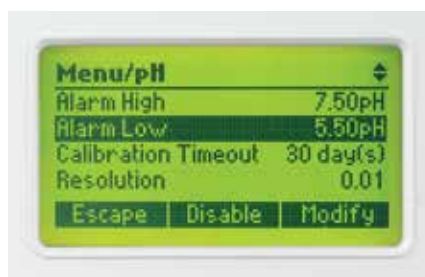 Menu/pH
Alarm High 7.50pH
Alarm Low 5.50pH
Calibration Timeout 30 day(s)
Resolution 0.01
Escape Disable Modify